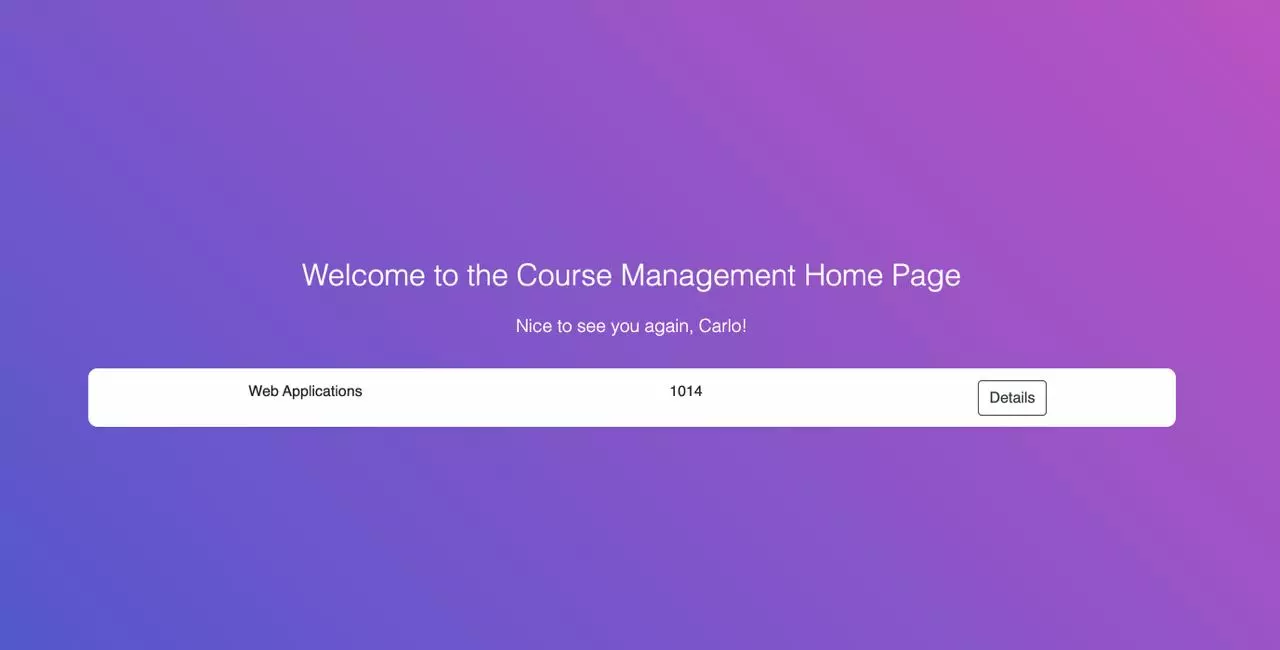 Welcome to the Course Management Home Page
Nice to see you again, Carlo!
Web Applications 1014 Details